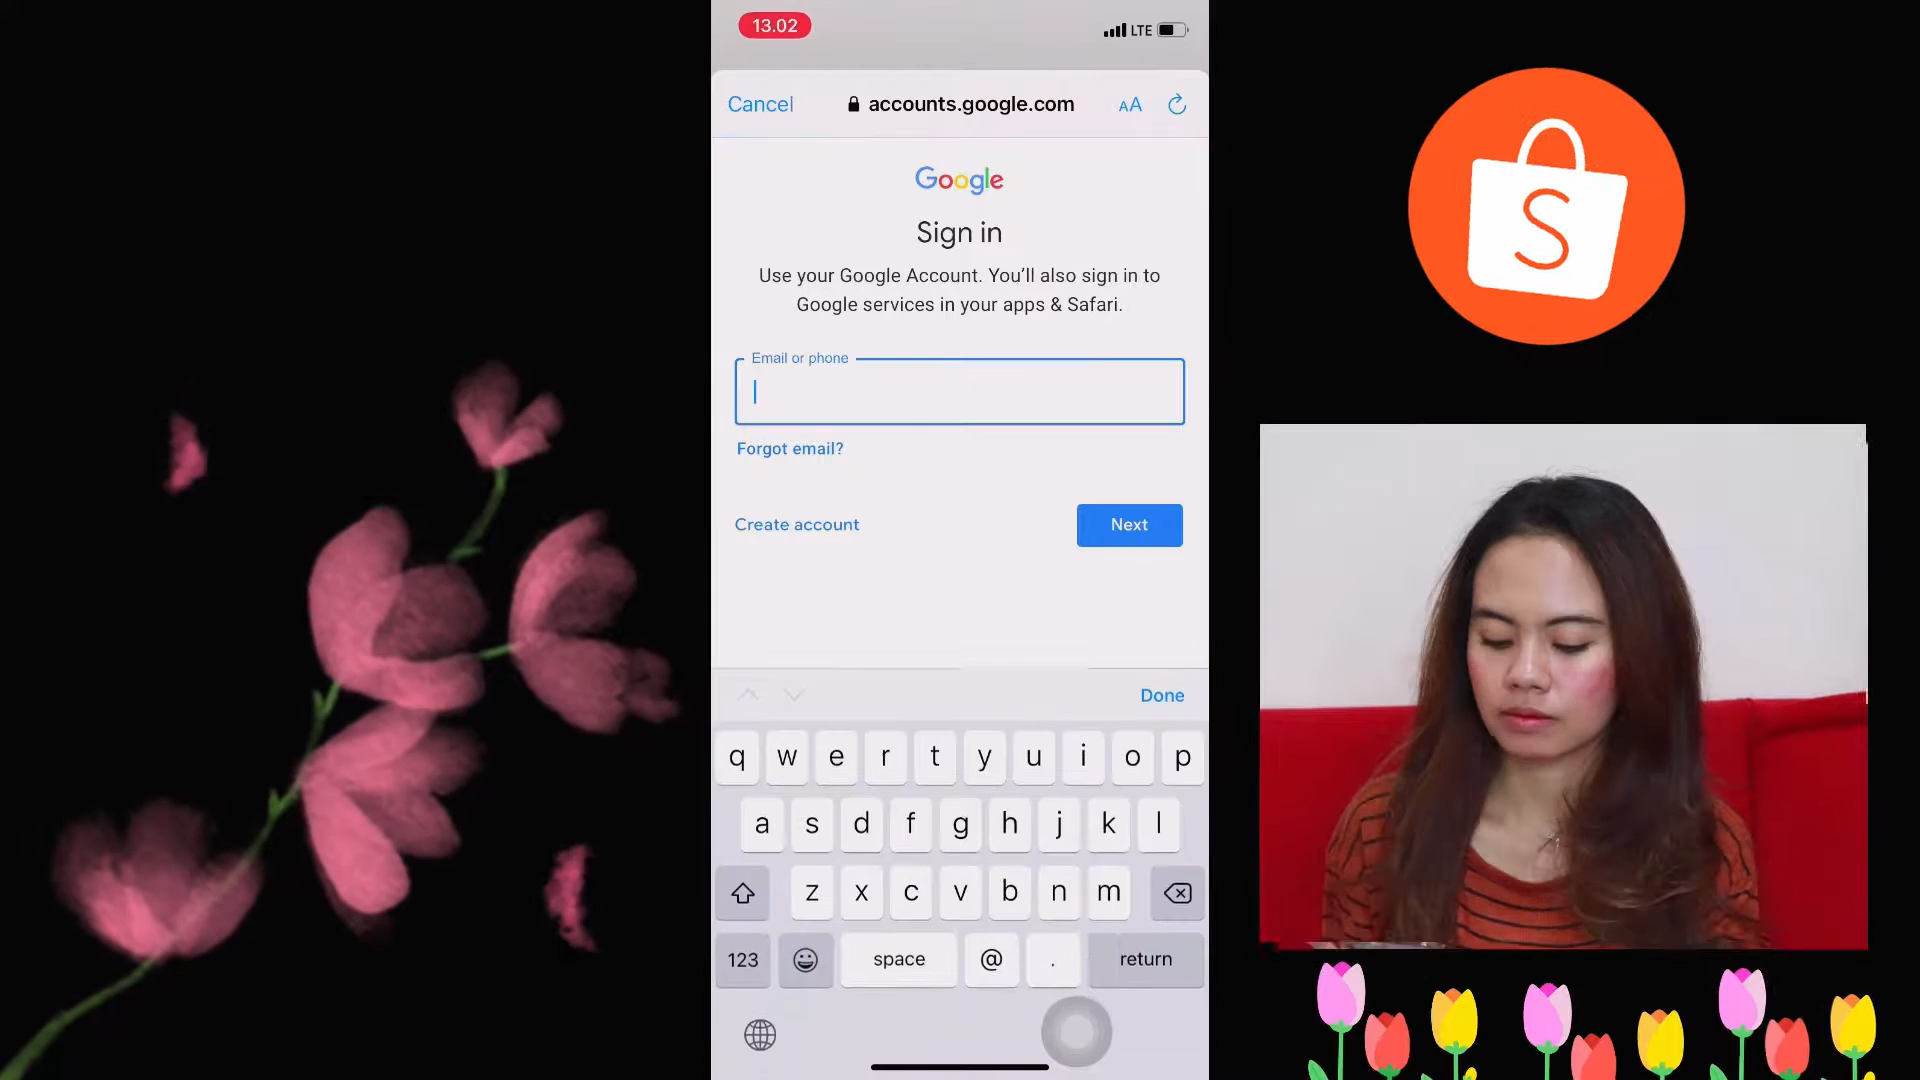 13.02
LTE
Cancel
accounts.google.com
AA
Google
Sign in
Use your Google Account. You’ll also sign in to
Google services in your apps & Safari.
Email or phone
Forgot email?
Create account
Next
Done
q w e r t y u i o p
a s d f g h j k l
z x c v b n m
123 space @ . return
S